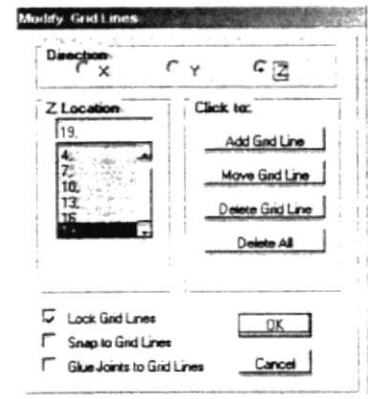 Modify Grid Lines
Direction
X Y Z
Z Location
19.
4.
7.
10.
13.
16.
19.
Click to:
Add Grid Line
Move Grid Line
Delete Grid Line
Delete All
Lock Grid Lines
Snap to Grid Lines
Glue Joints to Grid Lines
OK
Cancel